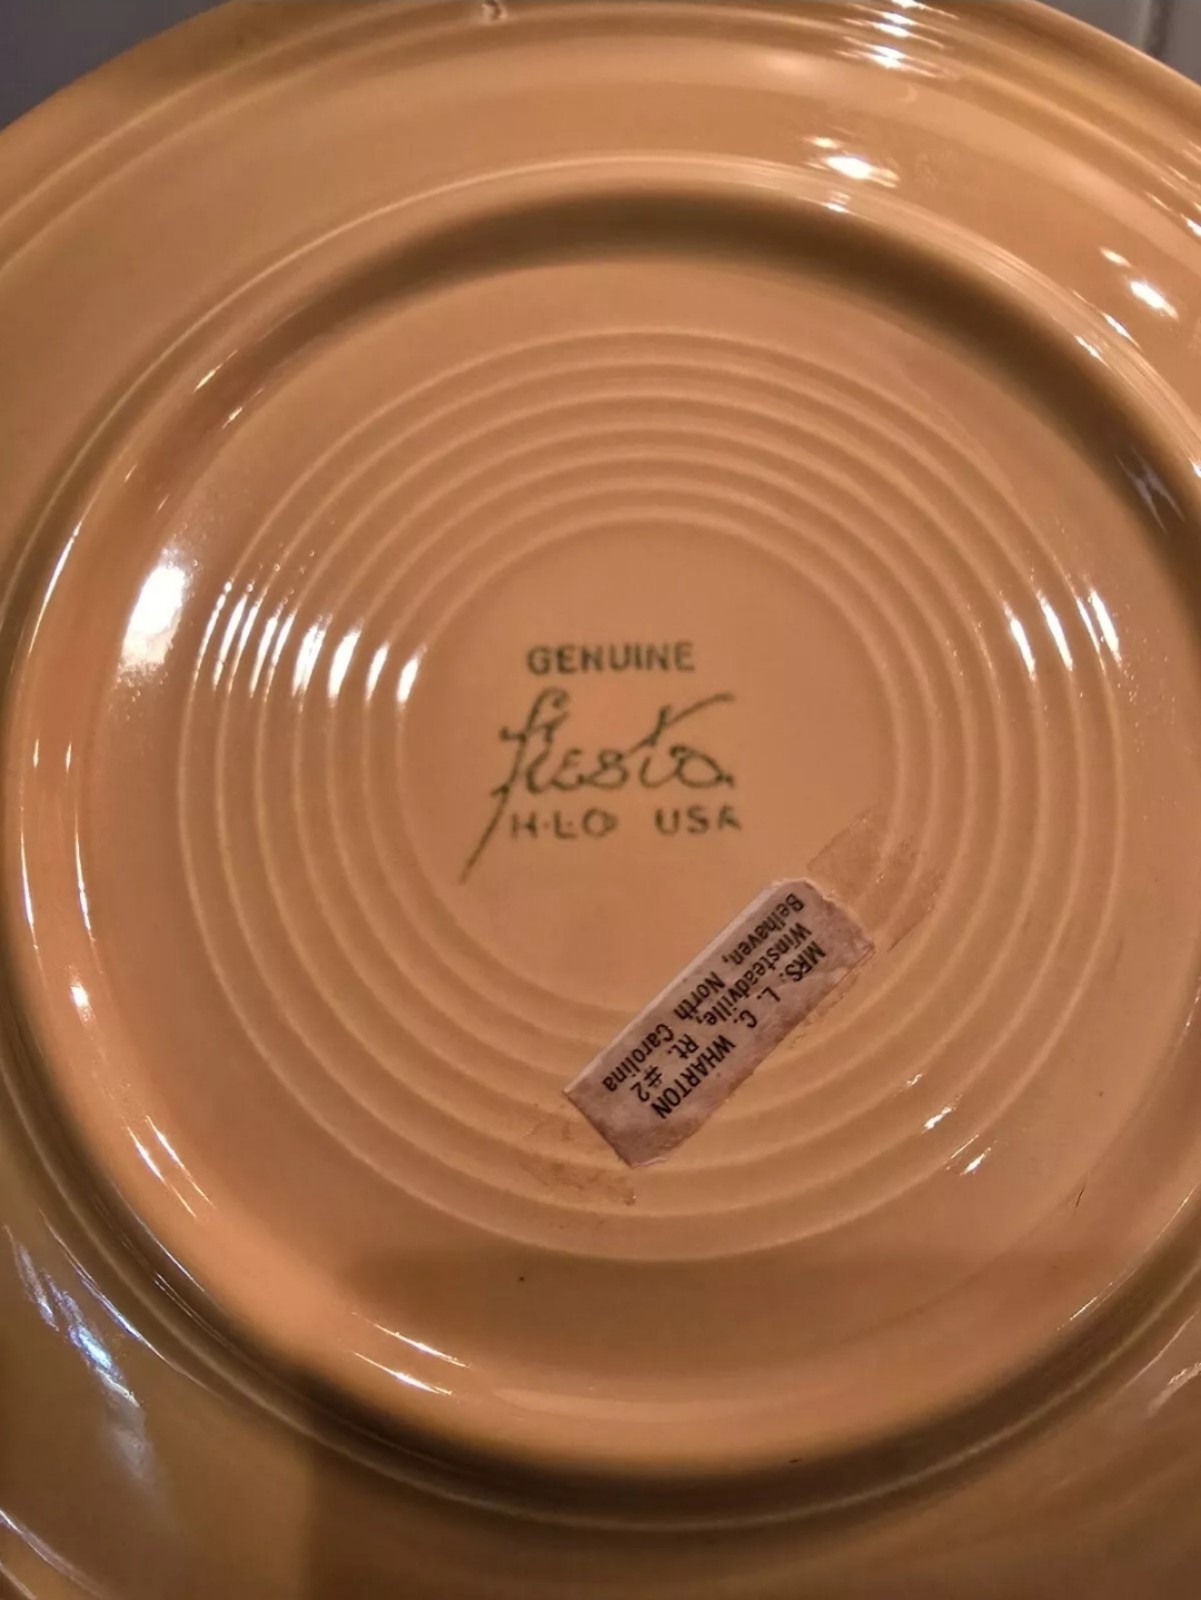 GENUINE
fiesta
H·L·CO USA
MRS. L. C. WHARTON
Winsteadville, Rt. #2
Belhaven, North Carolina